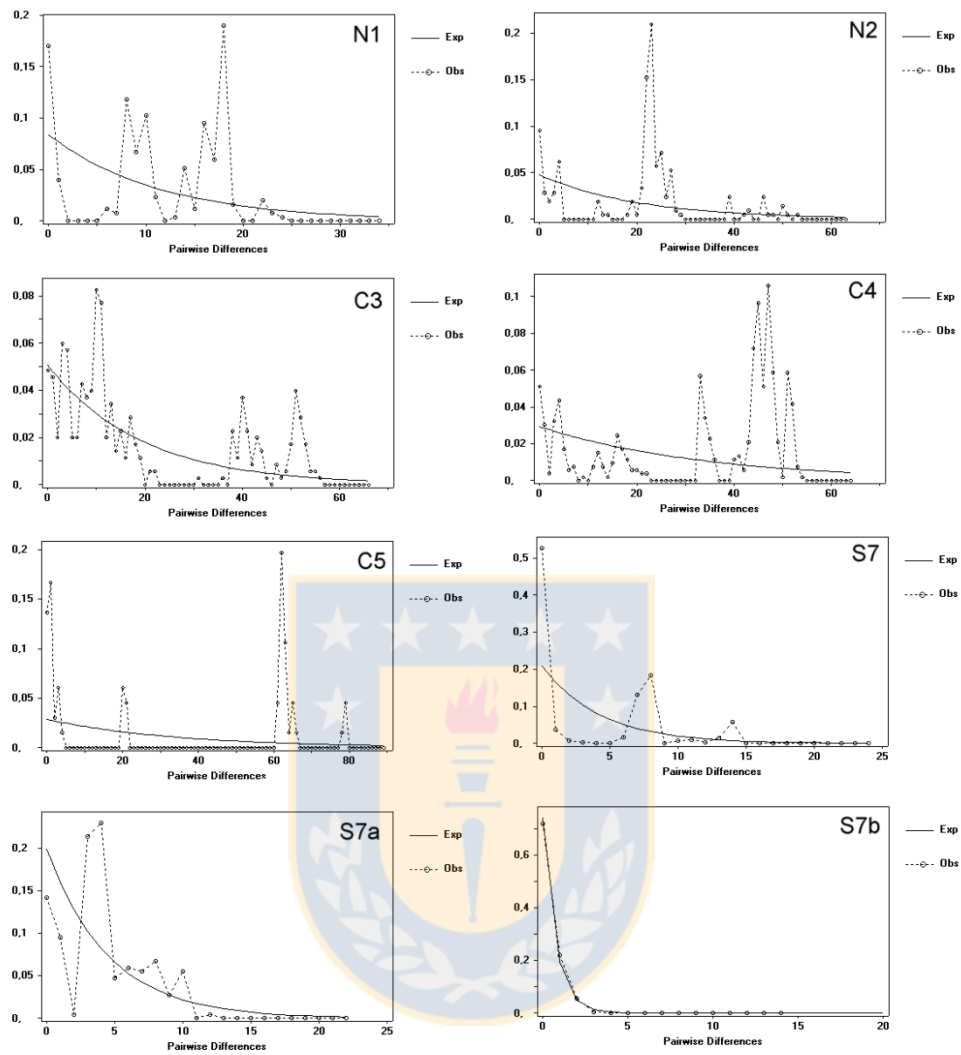 N1
0,2
0,15
0,1
0,05
0,
0 10 20 30
Pairwise Differences
Exp
Obs
N2
0,2
0,15
0,1
0,05
0,
0 20 40 60
Pairwise Differences
Exp
Obs
C3
0,08
0,06
0,04
0,02
0,
0 20 40 60
Pairwise Differences
Exp
Obs
C4
0,1
0,08
0,06
0,04
0,02
0,
0 20 40 60
Pairwise Differences
Exp
Obs
C5
0,2
0,15
0,1
0,05
0,
0 20 40 60 80
Pairwise Differences
Exp
Obs
S7
0,5
0,4
0,3
0,2
0,1
0,
0 5 10 15 20 25
Pairwise Differences
Exp
Obs
S7a
0,2
0,15
0,1
0,05
0,
0 5 10 15 20
Pairwise Differences
Exp
Obs
S7b
0,6
0,4
0,2
0,
0 5 10 15 20
Pairwise Differences
Exp
Obs